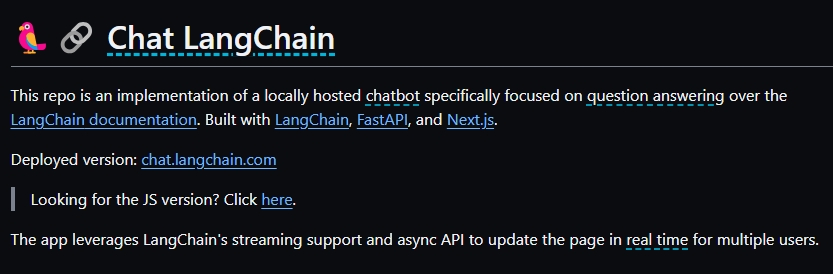 Chat LangChain
This repo is an implementation of a locally hosted chatbot specifically focused on question answering over the
LangChain documentation. Built with LangChain, FastAPI, and Next.js.
Deployed version: chat.langchain.com
Looking for the JS version? Click here.
The app leverages LangChain's streaming support and async API to update the page in real time for multiple users.